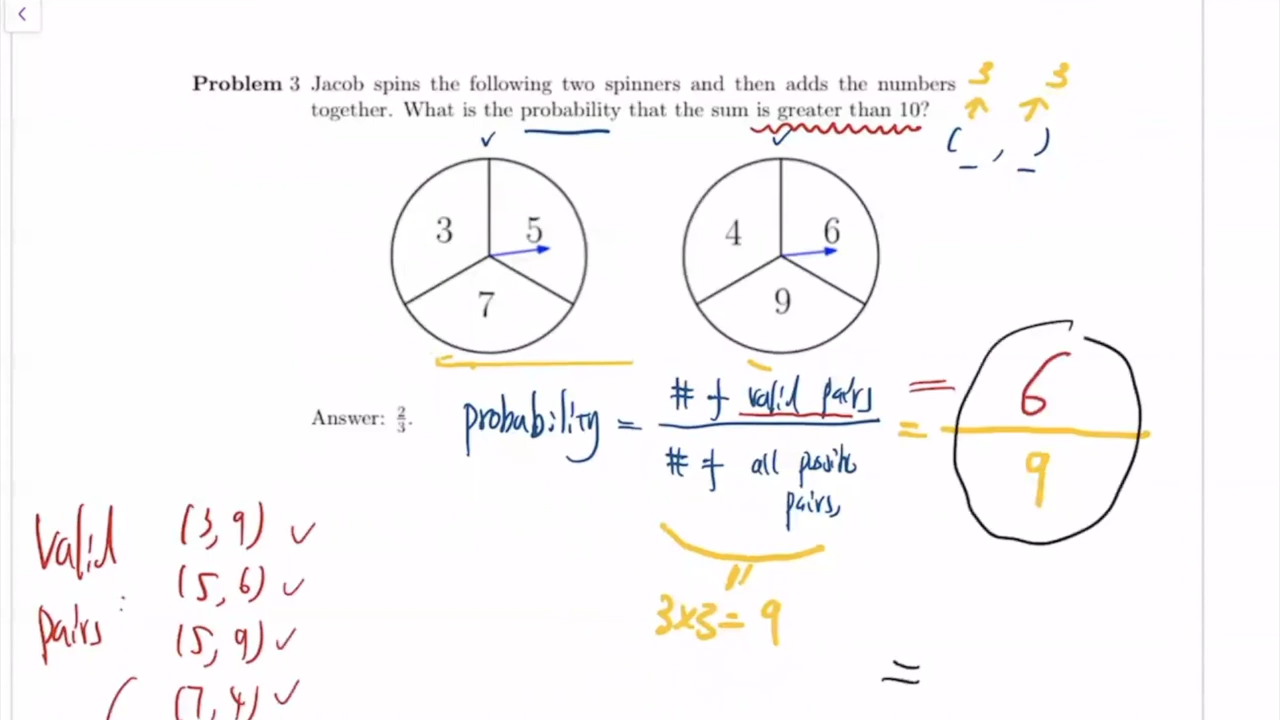 Problem 3 Jacob spins the following two spinners and then adds the numbers
together. What is the probability that the sum is greater than 10?
3 3
( _ , _ )
3 5 7
4 6 9
Answer: 2/3.
probability = # of valid pairs / # of all possible pairs, = 6/9
3x3= 9
valid pairs :
(3, 9) ✓
(5, 6) ✓
(5, 9) ✓
(7, 4) ✓
=